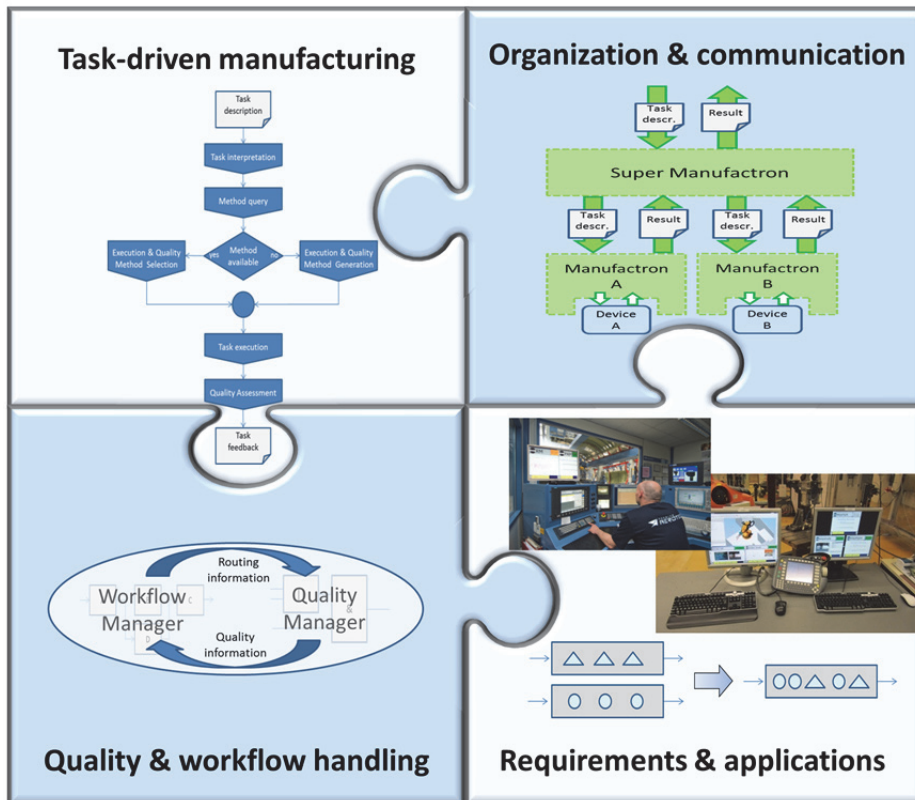 Task-driven manufacturing
Task
description
Task interpretation
Method query
Execution & Quality
Method Selection
yes
Method
available
no
Execution & Quality
Method Generation
Task execution
Quality Assessment
Task
feedback
Organization & communication
Task
descr.
Result
Super Manufactron
Task
descr.
Result
Task
descr.
Result
Manufactron
A
Manufactron
B
Device
A
Device
B
Routing
information
Workflow
Manager
C
D
Quality
Manager
&
Quality
information
Quality & workflow handling
Requirements & applications